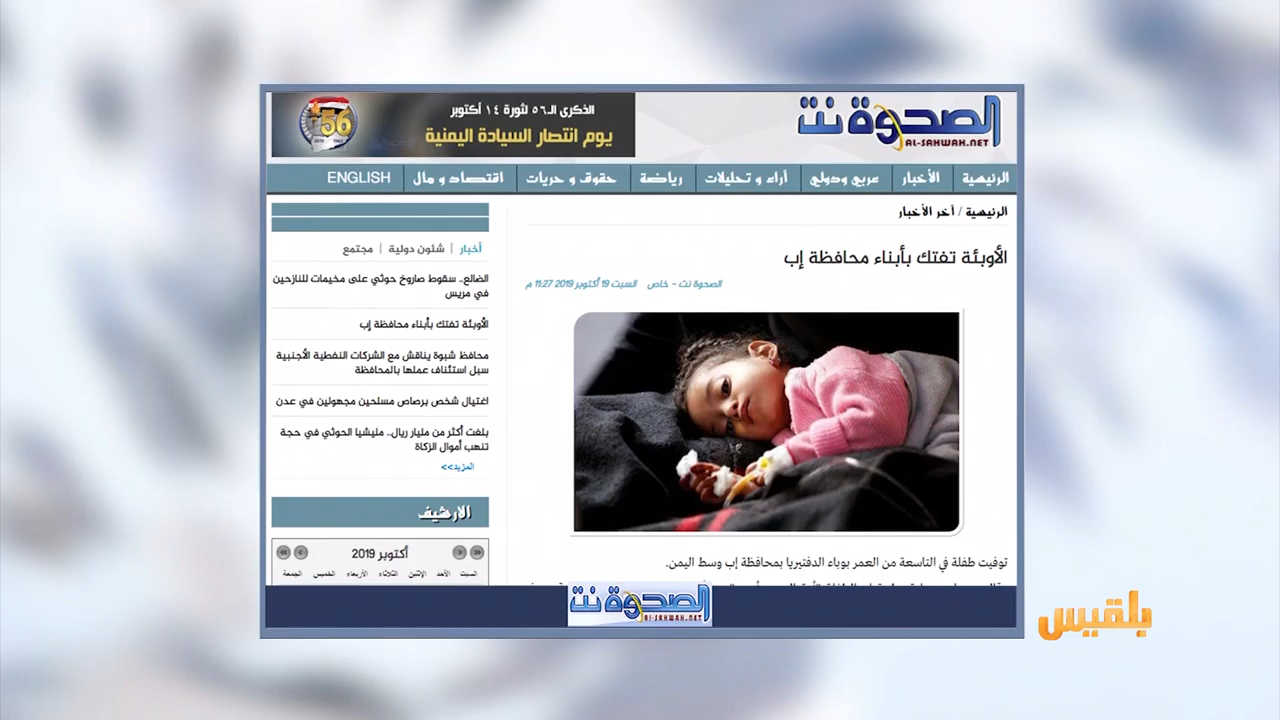 الصحوة نت
AL-SAHWAH.NET
الذكرى الـ٥٦ لثورة ١٤ أكتوبر
يوم انتصار السيادة اليمنية
56
الرئيسية
الأخبار
عربي ودولي
آراء و تحليلات
رياضة
حقوق و حريات
اقتصاد و مال
ENGLISH
الرئيسية / آخر الأخبار
الأوبئة تفتك بأبناء محافظة إب
الصحوة نت - خاص السبت 19 أكتوبر 2019 11:27 م
توفيت طفلة في التاسعة من العمر بوباء الدفتيريا بمحافظة إب وسط اليمن.
أخبار | شئون دولية | مجتمع
الضالع.. سقوط صاروخ حوثي على مخيمات للنازحين
في مريس
الأوبئة تفتك بأبناء محافظة إب
محافظ شبوة يناقش مع الشركات النفطية الأجنبية
سبل استئناف عملها بالمحافظة
اغتيال شخص برصاص مسلحين مجهولين في عدن
بلغت أكثر من مليار ريال.. مليشيا الحوثي في حجة
تنهب أموال الزكاة
المزيد>>
الارشيف
أكتوبر 2019
السبت الأحد الإثنين الثلاثاء الأربعاء الخميس الجمعة
الصحوة نت
AL-SAHWAH.NET
بلقيس